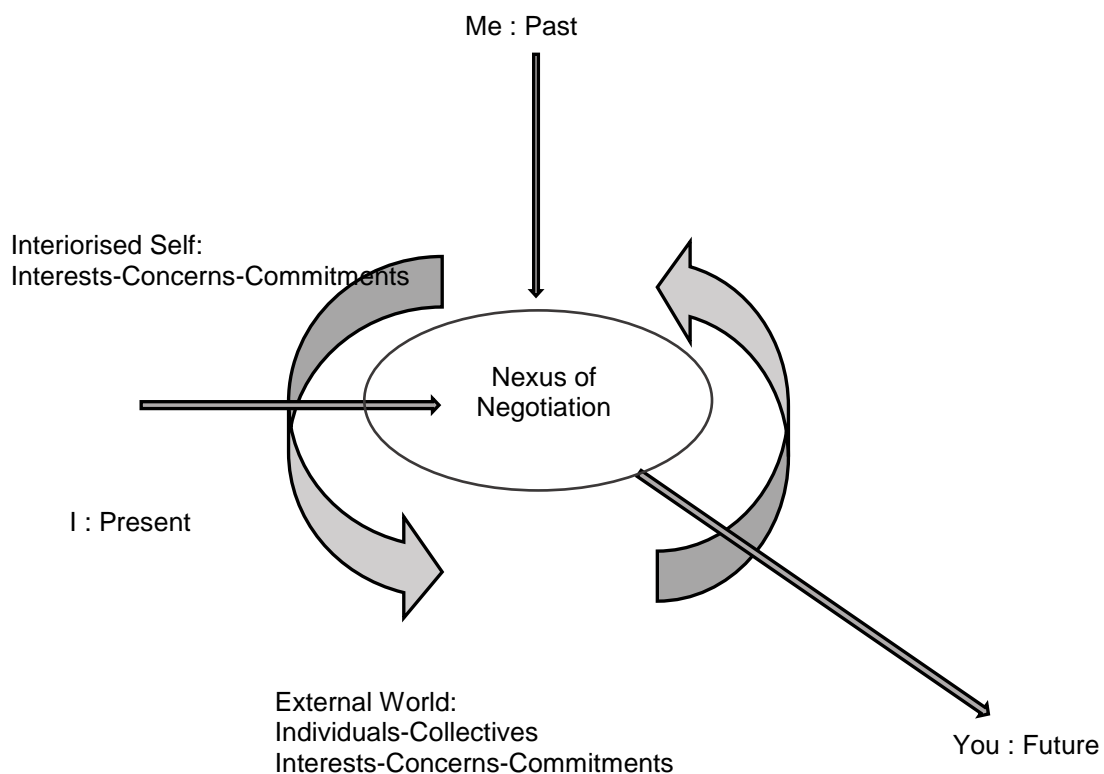 Me : Past
Interiorised Self:
Interests-Concerns-Commitments
Nexus of
Negotiation
I : Present
External World:
Individuals-Collectives
Interests-Concerns-Commitments
You : Future